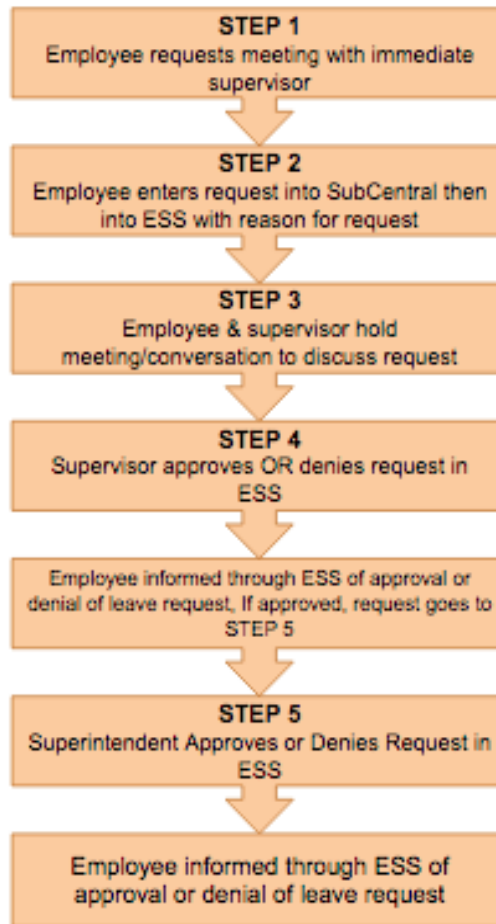 STEP 1
Employee requests meeting with immediate
supervisor
STEP 2
Employee enters request into SubCentral then
into ESS with reason for request
STEP 3
Employee & supervisor hold
meeting/conversation to discuss request
STEP 4
Supervisor approves OR denies request in
ESS
Employee informed through ESS of approval or
denial of leave request, If approved, request goes to
STEP 5
STEP 5
Superintendent Approves or Denies Request in
ESS
Employee informed through ESS of
approval or denial of leave request